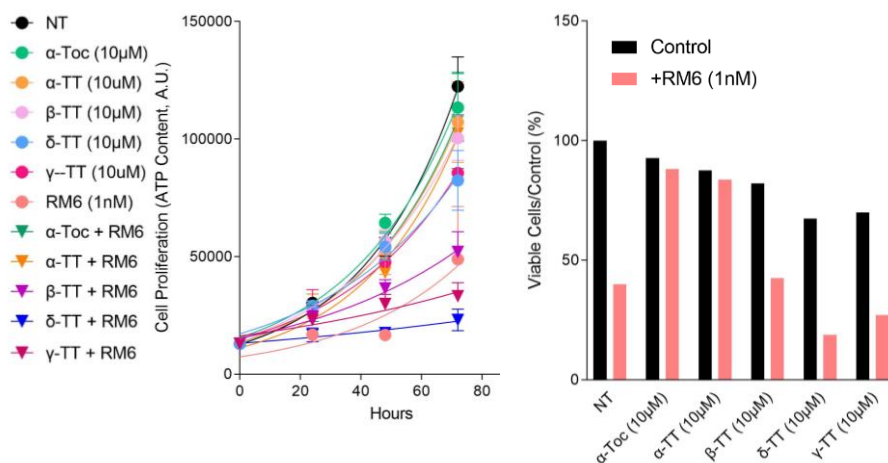 NT
α-Toc (10μM)
α-TT (10uM)
β-TT (10μM)
δ-TT (10μM)
γ--TT (10uM)
RM6 (1nM)
α-Toc + RM6
α-TT + RM6
β-TT + RM6
δ-TT + RM6
γ-TT + RM6
Cell Proliferation (ATP Content, A.U.)
150000
100000
50000
0
0 20 40 60 80
Hours
Control
+RM6 (1nM)
Viable Cells/Control (%)
150
100
50
0
NT
α-Toc (10μM)
α-TT (10μM)
β-TT (10μM)
δ-TT (10μM)
γ-TT (10μM)